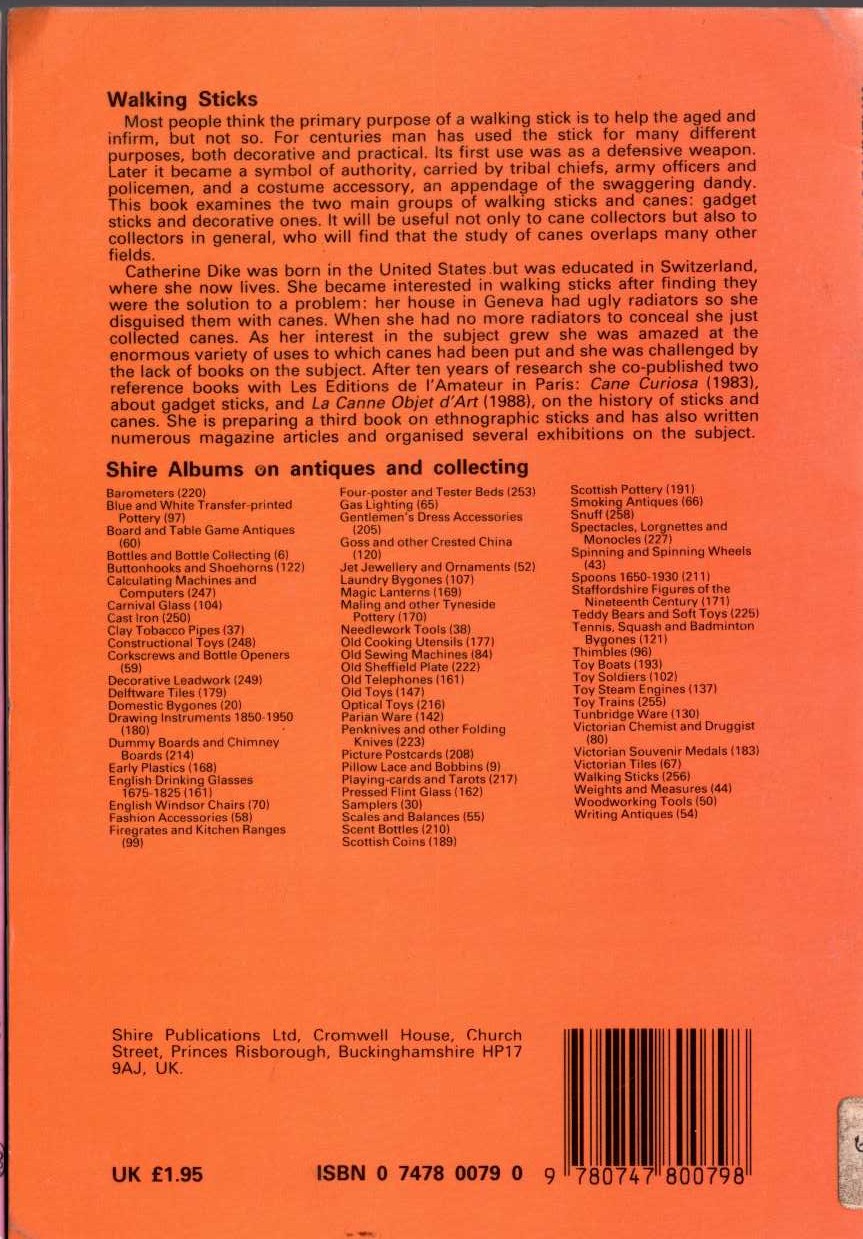 Walking Sticks
Most people think the primary purpose of a walking stick is to help the aged and
infirm, but not so. For centuries man has used the stick for many different
purposes, both decorative and practical. Its first use was as a defensive weapon.
Later it became a symbol of authority, carried by tribal chiefs, army officers and
policemen, and a costume accessory, an appendage of the swaggering dandy.
This book examines the two main groups of walking sticks and canes: gadget
sticks and decorative ones. It will be useful not only to cane collectors but also to
collectors in general, who will find that the study of canes overlaps many other
fields.
Catherine Dike was born in the United States but was educated in Switzerland,
where she now lives. She became interested in walking sticks after finding they
were the solution to a problem: her house in Geneva had ugly radiators so she
disguised them with canes. When she had no more radiators to conceal she just
collected canes. As her interest in the subject grew she was amazed at the
enormous variety of uses to which canes had been put and she was challenged by
the lack of books on the subject. After ten years of research she co-published two
reference books with Les Editions de l'Amateur in Paris: Cane Curiosa (1983),
about gadget sticks, and La Canne Objet d'Art (1988), on the history of sticks and
canes. She is preparing a third book on ethnographic sticks and has also written
numerous magazine articles and organised several exhibitions on the subject.
Shire Albums on antiques and collecting
Barometers (220)
Blue and White Transfer-printed
Pottery (97)
Board and Table Game Antiques
(60)
Bottles and Bottle Collecting (6)
Buttonhooks and Shoehorns (122)
Calculating Machines and
Computers (247)
Carnival Glass (104)
Cast Iron (250)
Clay Tobacco Pipes (37)
Constructional Toys (248)
Corkscrews and Bottle Openers
(59)
Decorative Leadwork (249)
Delftware Tiles (179)
Domestic Bygones (20)
Drawing Instruments 1850-1950
(180)
Dummy Boards and Chimney
Boards (214)
Early Plastics (168)
English Drinking Glasses
1675-1825 (161)
English Windsor Chairs (70)
Fashion Accessories (58)
Firegrates and Kitchen Ranges
(99)
Four-poster and Tester Beds (253)
Gas Lighting (65)
Gentlemen's Dress Accessories
(205)
Goss and other Crested China
(120)
Jet Jewellery and Ornaments (52)
Laundry Bygones (107)
Magic Lanterns (169)
Maling and other Tyneside
Pottery (170)
Needlework Tools (38)
Old Cooking Utensils (177)
Old Sewing Machines (84)
Old Sheffield Plate (222)
Old Telephones (161)
Old Toys (147)
Optical Toys (216)
Parian Ware (142)
Penknives and other Folding
Knives (223)
Picture Postcards (208)
Pillow Lace and Bobbins (9)
Playing-cards and Tarots (217)
Pressed Flint Glass (162)
Samplers (30)
Scales and Balances (55)
Scent Bottles (210)
Scottish Coins (189)
Scottish Pottery (191)
Smoking Antiques (66)
Snuff (258)
Spectacles, Lorgnettes and
Monocles (227)
Spinning and Spinning Wheels
(43)
Spoons 1650-1930 (211)
Staffordshire Figures of the
Nineteenth Century (171)
Teddy Bears and Soft Toys (225)
Tennis, Squash and Badminton
Bygones (121)
Thimbles (96)
Toy Boats (193)
Toy Soldiers (102)
Toy Steam Engines (137)
Toy Trains (255)
Tunbridge Ware (130)
Victorian Chemist and Druggist
(80)
Victorian Souvenir Medals (183)
Victorian Tiles (67)
Walking Sticks (256)
Weights and Measures (44)
Woodworking Tools (50)
Writing Antiques (54)
Shire Publications Ltd, Cromwell House, Church
Street, Princes Risborough, Buckinghamshire HP17
9AJ, UK.
UK £1.95
ISBN 0 7478 0079 0
9 780747 800798